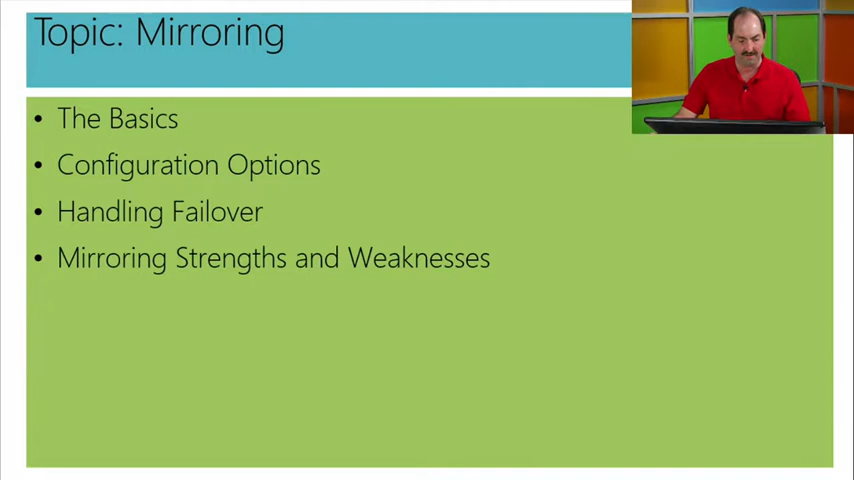 Topic: Mirroring
• The Basics
• Configuration Options
• Handling Failover
• Mirroring Strengths and Weaknesses